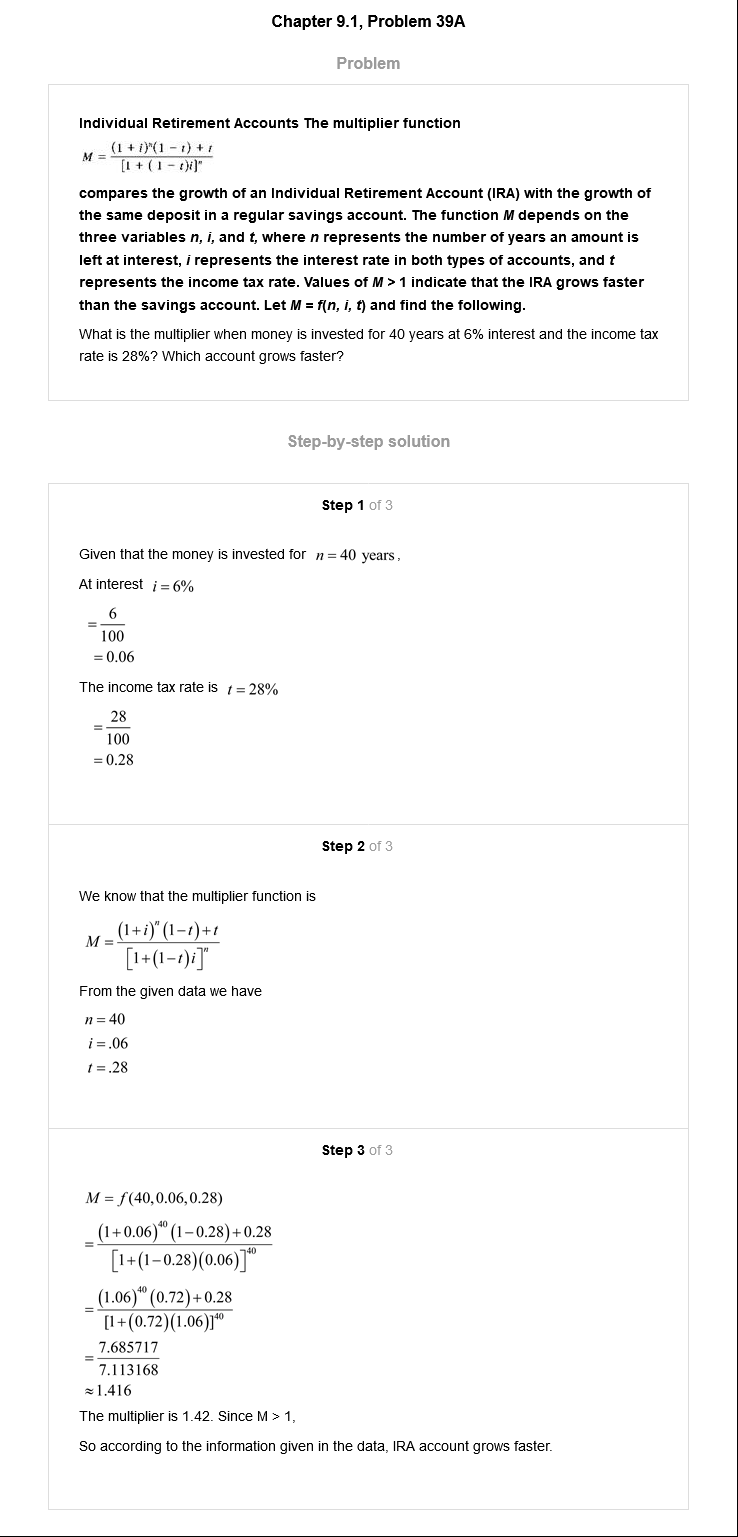 Chapter 9.1, Problem 39A
Problem
Individual Retirement Accounts The multiplier function
M = \frac{(1 + i)^n(1 - t) + t}{[1 + (1 - t)i]^n}
compares the growth of an Individual Retirement Account (IRA) with the growth of
the same deposit in a regular savings account. The function M depends on the
three variables n, i, and t, where n represents the number of years an amount is
left at interest, i represents the interest rate in both types of accounts, and t
represents the income tax rate. Values of M > 1 indicate that the IRA grows faster
than the savings account. Let M = f(n, i, t) and find the following.
What is the multiplier when money is invested for 40 years at 6% interest and the income tax
rate is 28%? Which account grows faster?
Step-by-step solution
Step 1 of 3
Given that the money is invested for n = 40 years,
At interest i = 6%
= \frac{6}{100}
= 0.06
The income tax rate is t = 28%
= \frac{28}{100}
= 0.28
Step 2 of 3
We know that the multiplier function is
M = \frac{(1+i)^n (1-t)+t}{[1+(1-t)i]^n}
From the given data we have
n = 40
i = .06
t = .28
Step 3 of 3
M = f(40,0.06,0.28)
= \frac{(1+0.06)^{40} (1-0.28)+0.28}{[1+(1-0.28)(0.06)]^{40}}
= \frac{(1.06)^{40} (0.72)+0.28}{[1+(0.72)(1.06)]^{40}}
= \frac{7.685717}{7.113168}
≈ 1.416
The multiplier is 1.42. Since M > 1,
So according to the information given in the data, IRA account grows faster.